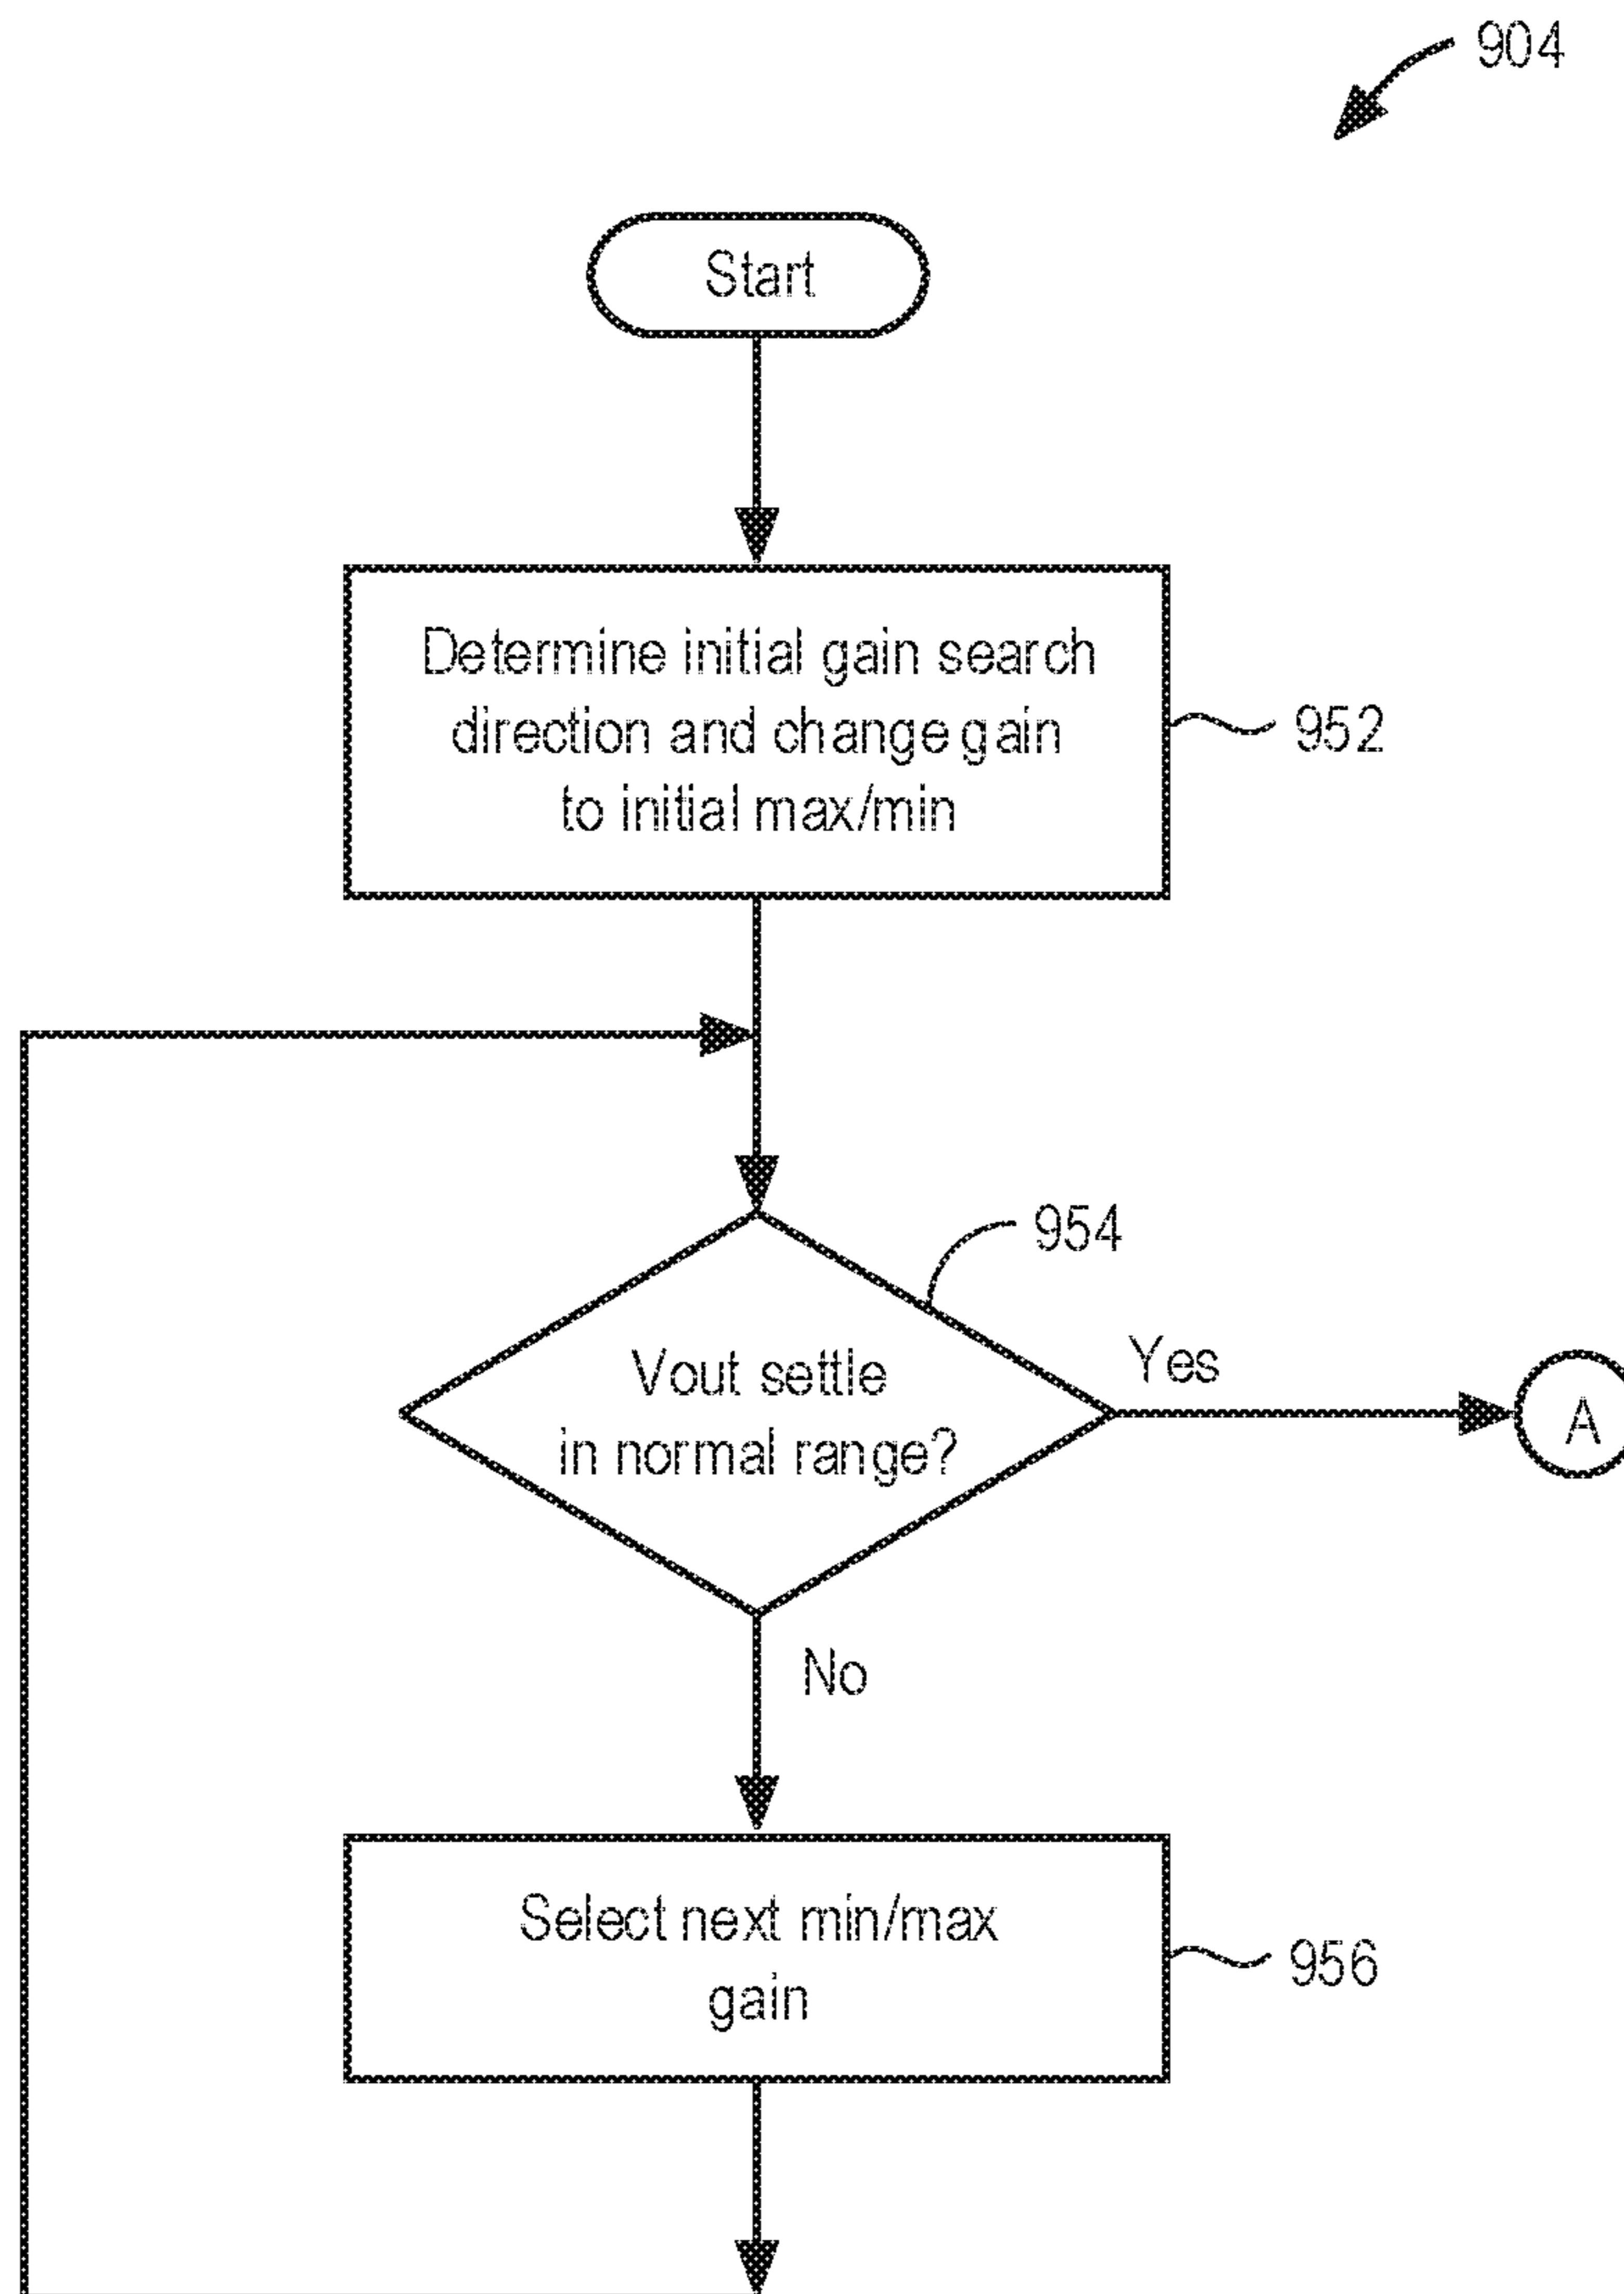 904
Start
Determine initial gain search
direction and change gain
to initial max/min
952
954
Vout settle
in normal range?
Yes
A
No
Select next min/max
gain
956